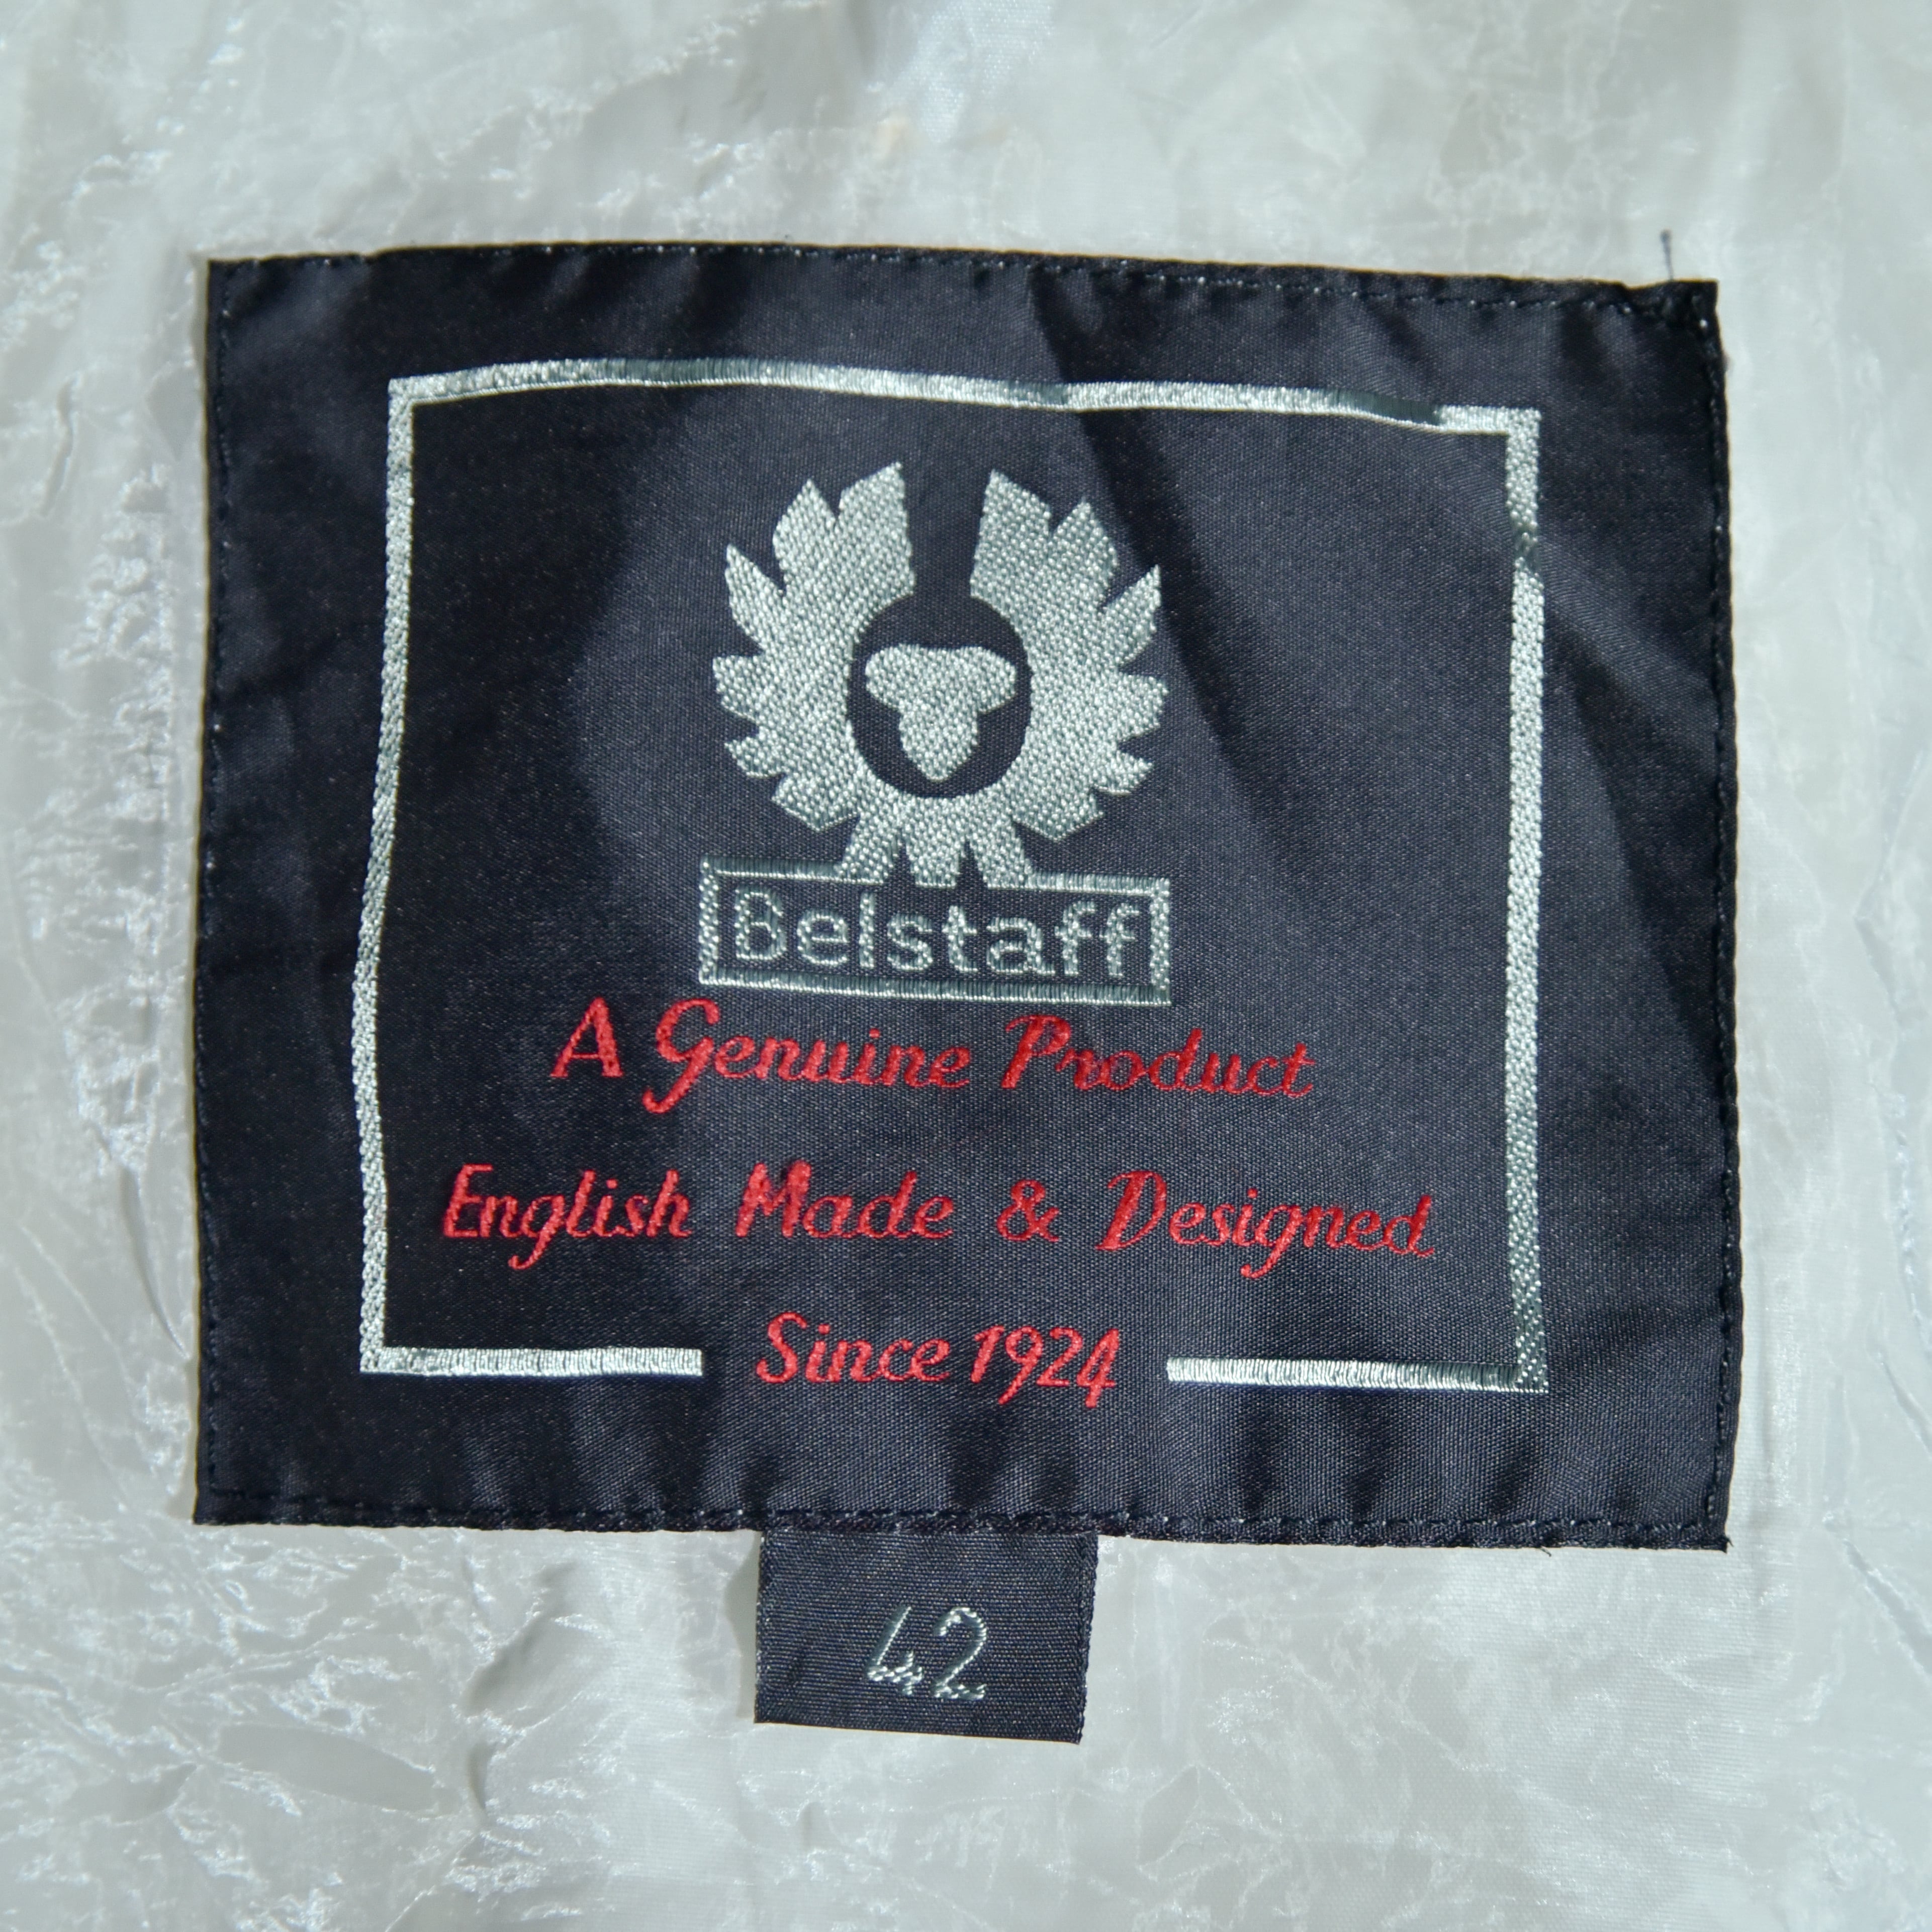 Belstaff
A Genuine Product
English Made & Designed
Since 1924
42